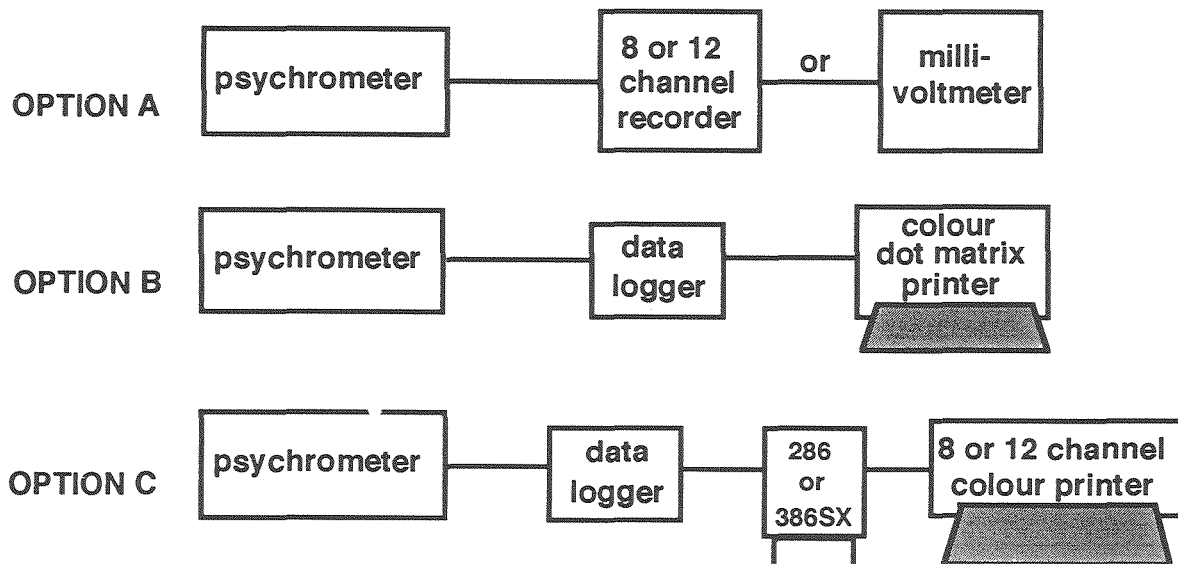 OPTION A
psychrometer
8 or 12
channel
recorder
or
milli-
voltmeter
OPTION B
psychrometer
data
logger
colour
dot matrix
printer
OPTION C
psychrometer
data
logger
286
or
386SX
8 or 12 channel
colour printer